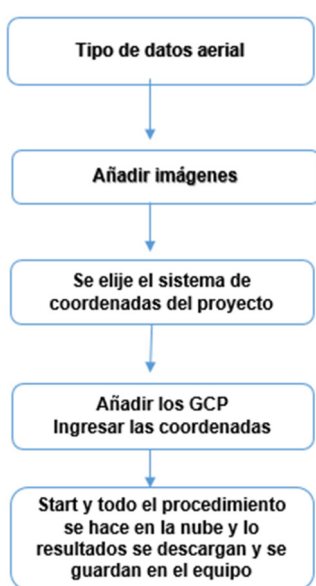 Tipo de datos aerial
Añadir imágenes
Se elije el sistema de
coordenadas del proyecto
Añadir los GCP
Ingresar las coordenadas
Start y todo el procedimiento
se hace en la nube y lo
resultados se descargan y se
guardan en el equipo